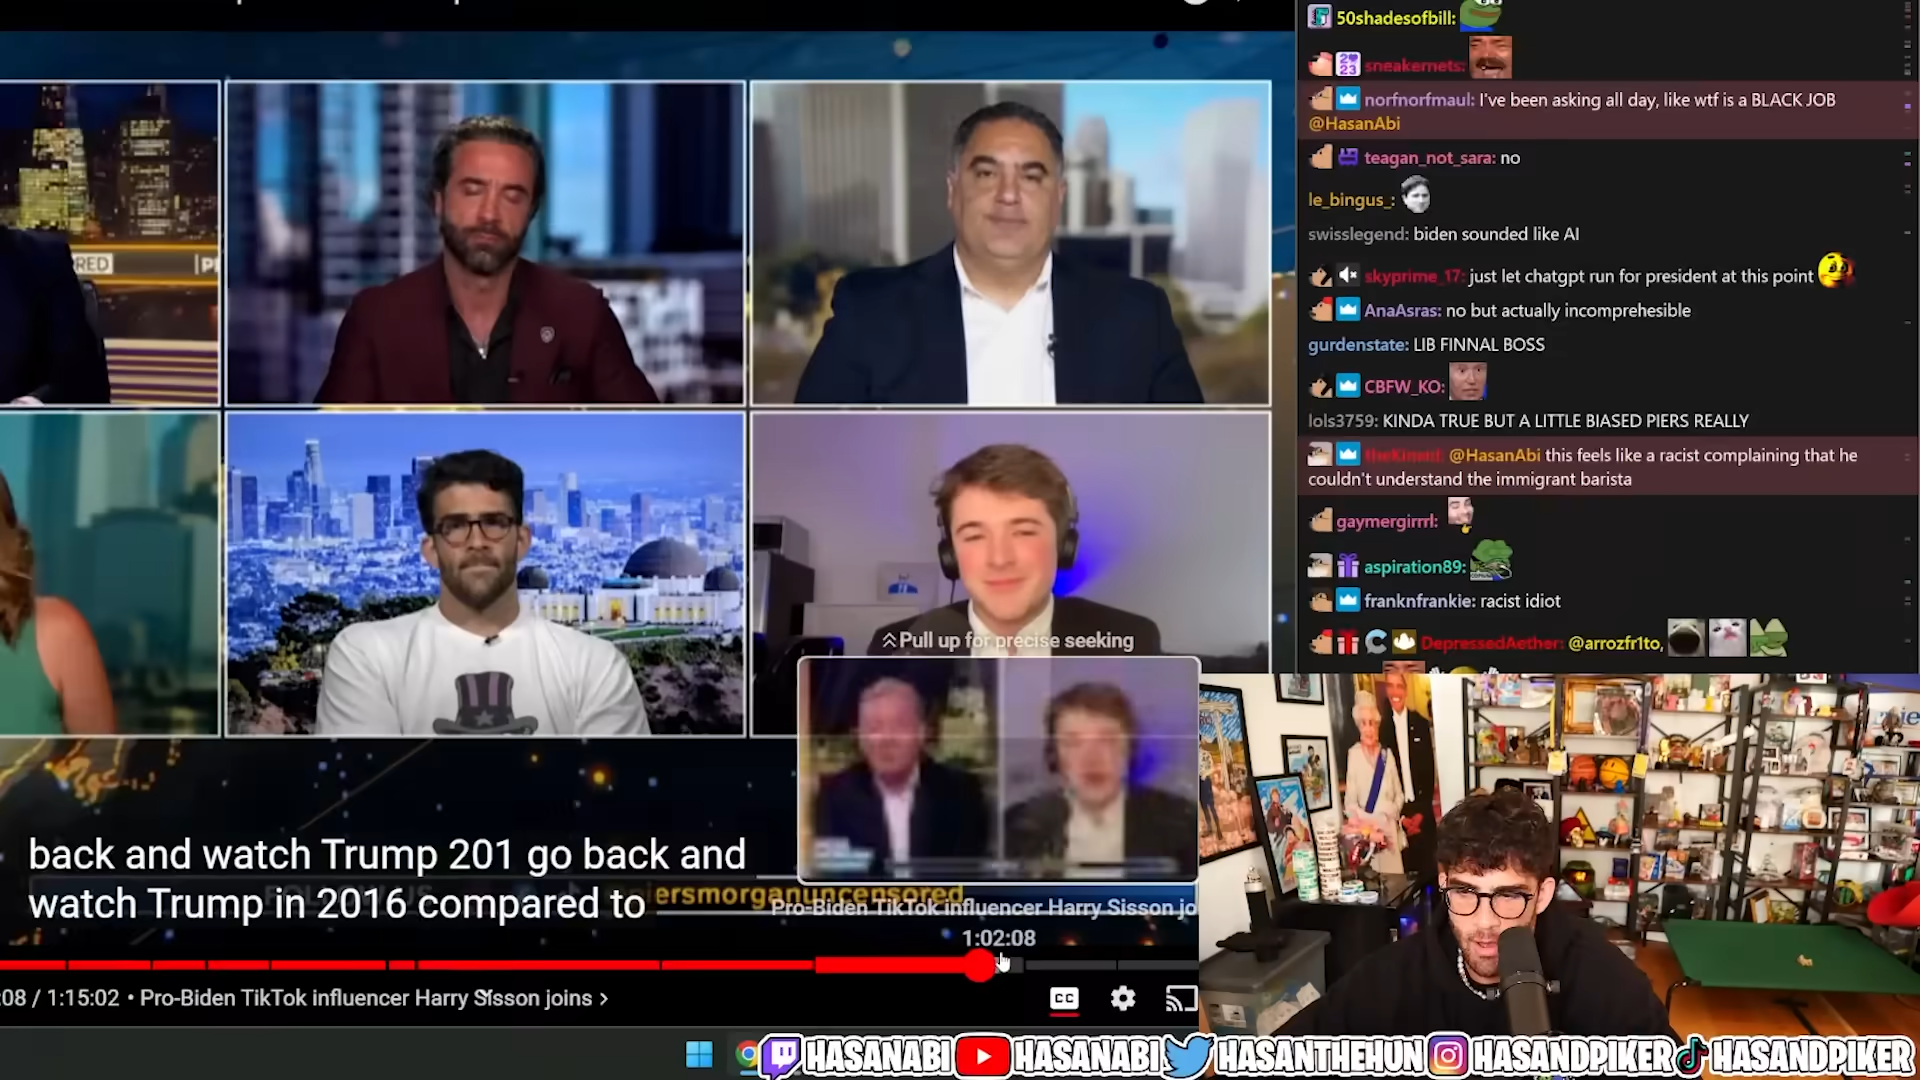 50shadesofbill:
sneakernets:
norfnorfmaul: I've been asking all day, like wtf is a BLACK JOB
@HasanAbi
teagan_not_sara: no
le_bingus_:
swisslegend: biden sounded like AI
skyprime_17: just let chatgpt run for president at this point
AnaAsras: no but actually incomprehesible
gurdenstate: LIB FINNAL BOSS
CBFW_KO:
lols3759: KINDA TRUE BUT A LITTLE BIASED PIERS REALLY
@HasanAbi this feels like a racist complaining that he
couldn't understand the immigrant barista
gaymergirrrl:
aspiration89:
franknfrankie: racist idiot
DepressedAether: @arrozfr1to,
RED
Pull up for precise seeking
back and watch Trump 201 go back and
watch Trump in 2016 compared to
iersmorganuncensored
Pro-Biden TikTok influencer Harry Sisson jo
1:02:08
:08 / 1:15:02 • Pro-Biden TikTok influencer Harry Sisson joins >
CC
HASANABI HASANABI HASANTHEHUN HASANDPIKER HASANDPIKER